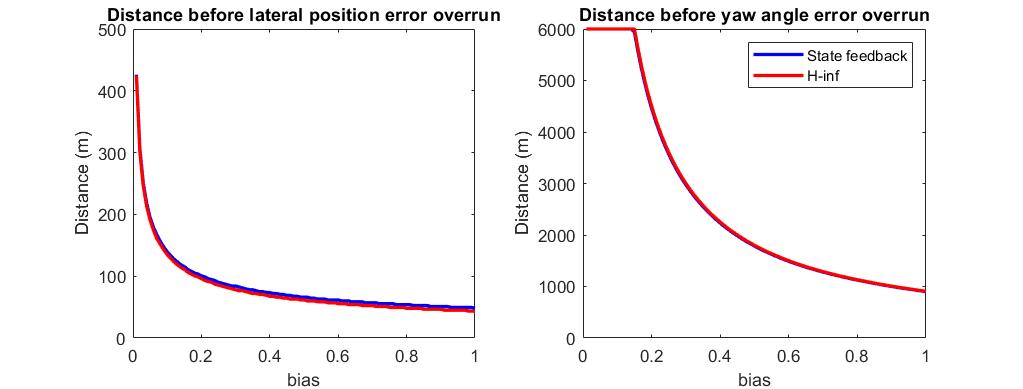 Distance before lateral position error overrun
Distance (m)
500
400
300
200
100
0
0 0.2 0.4 0.6 0.8 1
bias
Distance before yaw angle error overrun
Distance (m)
6000
5000
4000
3000
2000
1000
0
0 0.2 0.4 0.6 0.8 1
bias
State feedback
H-inf